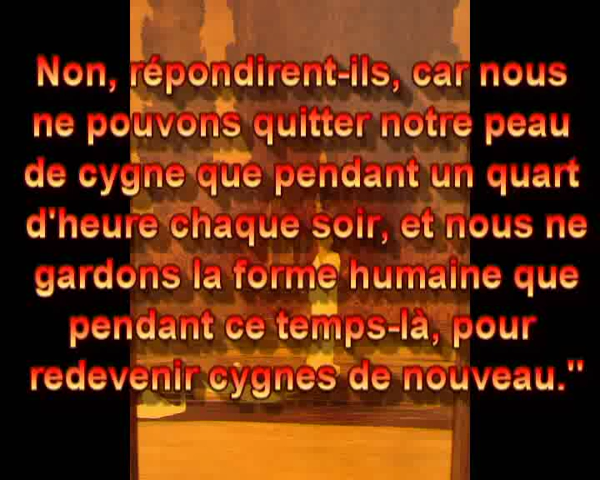 Non, répondirent-ils, car nous
ne pouvons quitter notre peau
de cygne que pendant un quart
d'heure chaque soir, et nous ne
gardons la forme humaine que
pendant ce temps-là, pour
redevenir cygnes de nouveau."